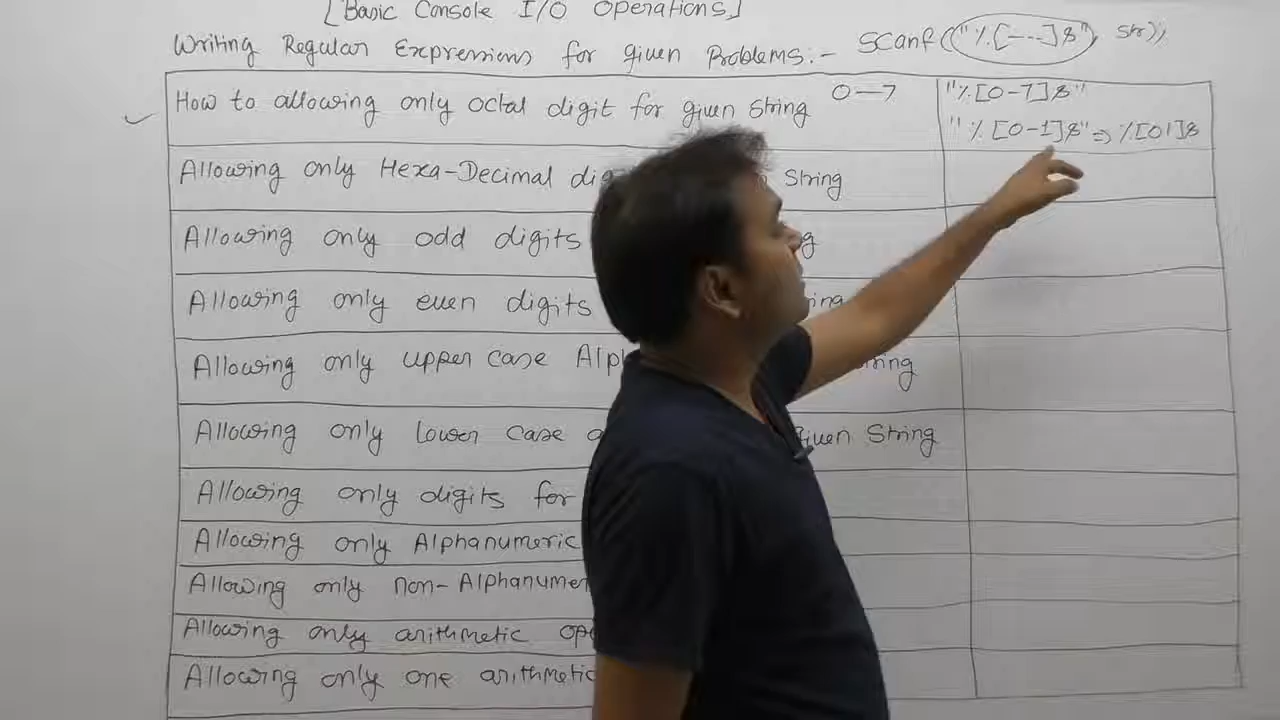 [Basic Console I/O Operations]
Writing Regular Expressions for given Problems:- Scanf("%[---]s", str);
How to allowing only octal digit for given string 0-7 "%[0-7]s"
"%[0-1]s" => %[01]s
Allowing only Hexa-Decimal String
Allowing only odd digits
Allowing only even digits
Allowing only upper case
Allowing only Lower case given String
Allowing only digits for
Allowing only Alphanumeric
Allowing only
Allowing only arithmetic
Allowing only one arithmetic